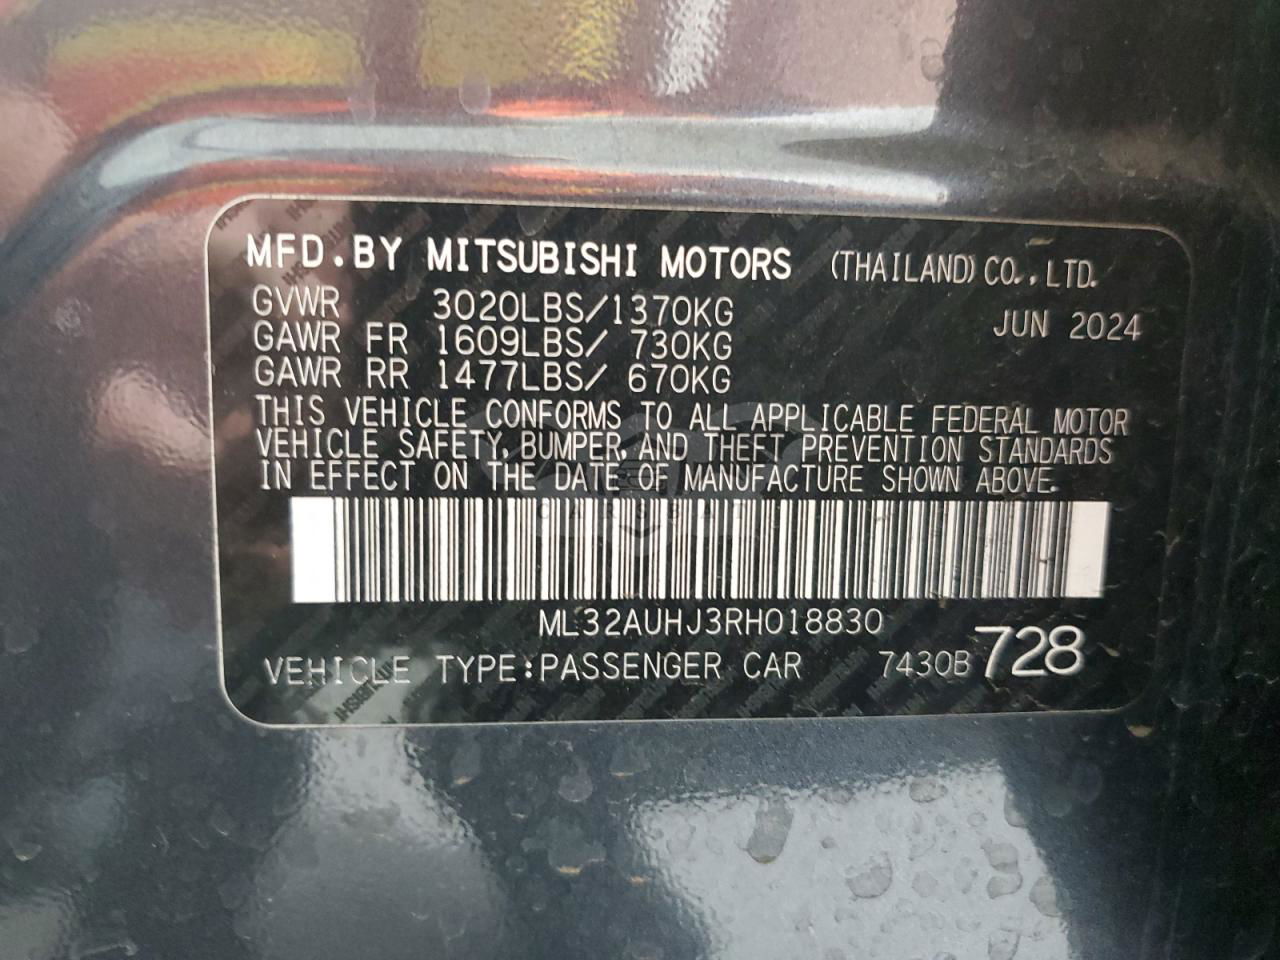 MFD.BY MITSUBISHI MOTORS (THAILAND) CO.,LTD.
GVWR 3020LBS/1370KG JUN 2024
GAWR FR 1609LBS/ 730KG
GAWR RR 1477LBS/ 670KG
THIS VEHICLE CONFORMS TO ALL APPLICABLE FEDERAL MOTOR
VEHICLE SAFETY, BUMPER, AND THEFT PREVENTION STANDARDS
IN EFFECT ON THE DATE OF MANUFACTURE SHOWN ABOVE.
ML32AUHJ3RH018830
VEHICLE TYPE:PASSENGER CAR 7430B 728